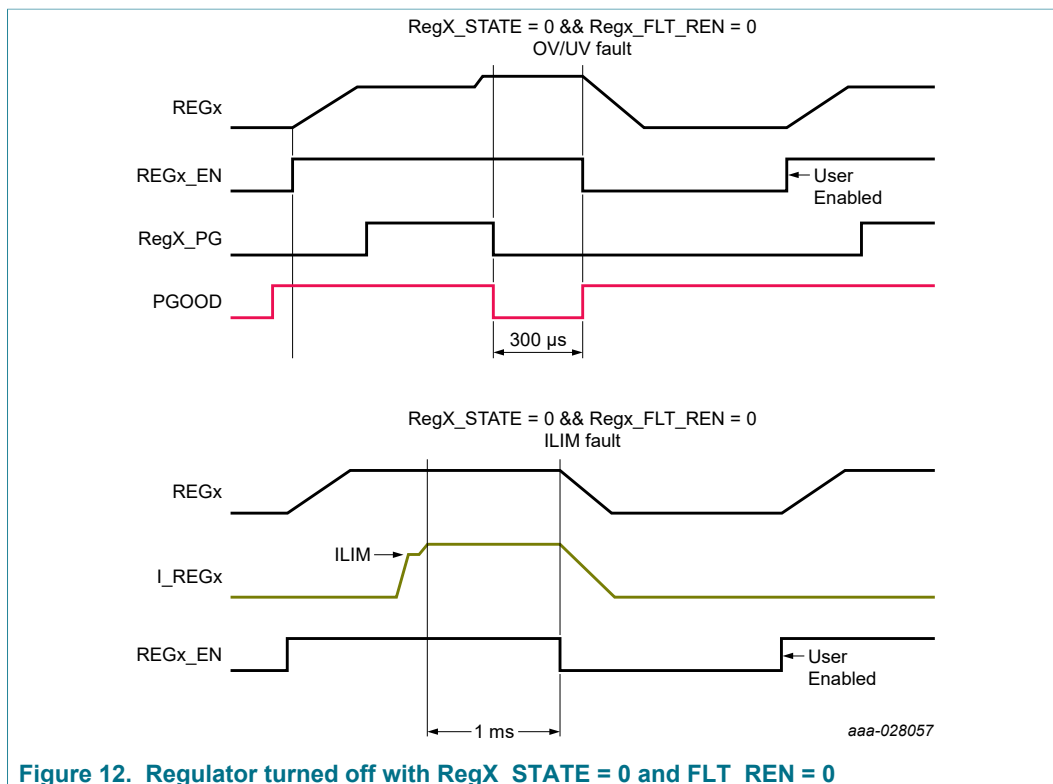 RegX_STATE = 0 && Regx_FLT_REN = 0
OV/UV fault
REGx
REGx_EN
User
Enabled
RegX_PG
PGOOD
300 µs
RegX_STATE = 0 && Regx_FLT_REN = 0
ILIM fault
REGx
ILIM
I_REGx
REGx_EN
User
Enabled
1 ms
aaa-028057
Figure 12. Regulator turned off with RegX_STATE = 0 and FLT_REN = 0